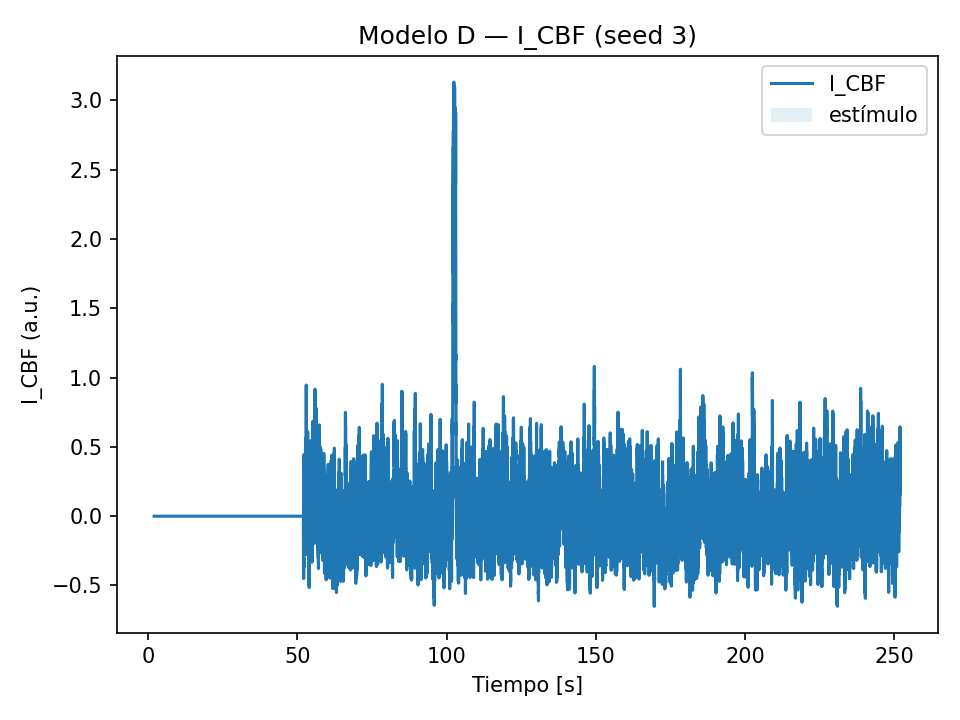 Modelo D — I_CBF (seed 3)
I_CBF
estímulo
3.0
2.5
2.0
1.5
1.0
0.5
0.0
−0.5
I_CBF (a.u.)
0 50 100 150 200 250
Tiempo [s]